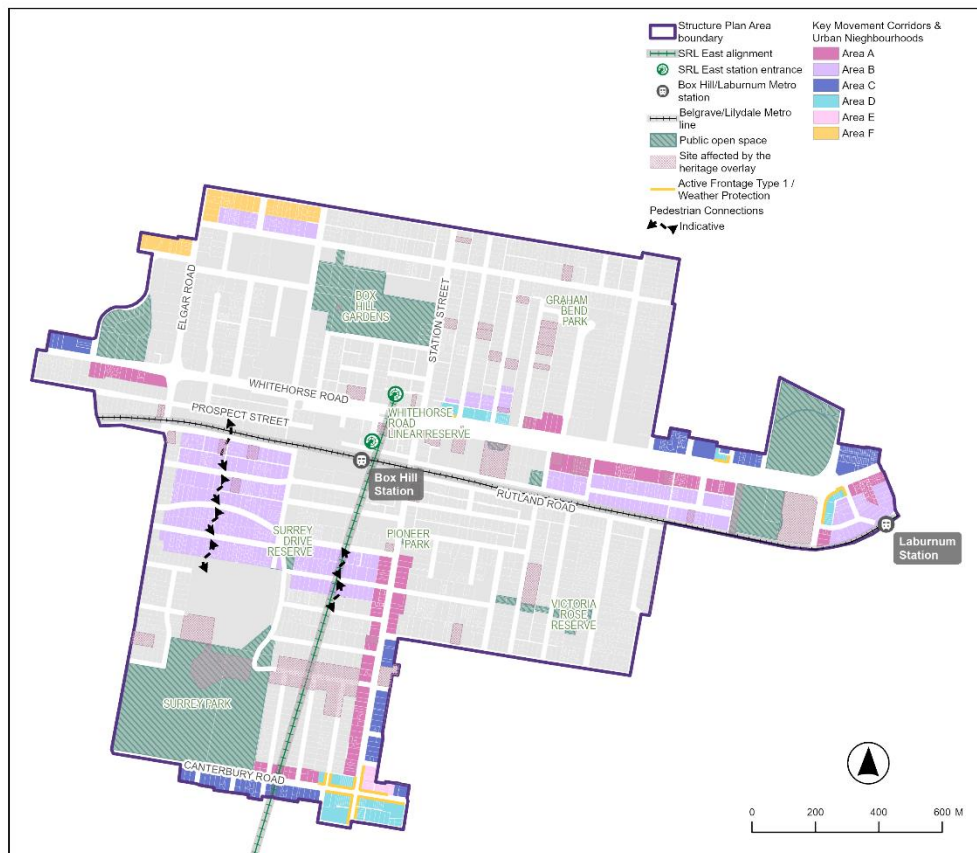 Structure Plan Area
boundary
SRL East alignment
SRL East station entrance
Box Hill/Laburnum Metro
station
Belgrave/Lilydale Metro
line
Public open space
Site affected by the
heritage overlay
Active Frontage Type 1 /
Weather Protection
Pedestrian Connections
Indicative
Key Movement Corridors &
Urban Nieghbourhoods
Area A
Area B
Area C
Area D
Area E
Area F
ELGAR ROAD
BOX
HILL
GARDENS
STATION STREET
GRAHAM
BEND
PARK
WHITEHORSE ROAD
PROSPECT STREET
WHITEHORSE
ROAD
LINEAR RESERVE
Box Hill
Station
RUTLAND ROAD
Laburnum
Station
SURREY
DRIVE
RESERVE
PIONEER
PARK
VICTORIA
ROSE
RESERVE
SURREY PARK
CANTERBURY ROAD
0 200 400 600 M